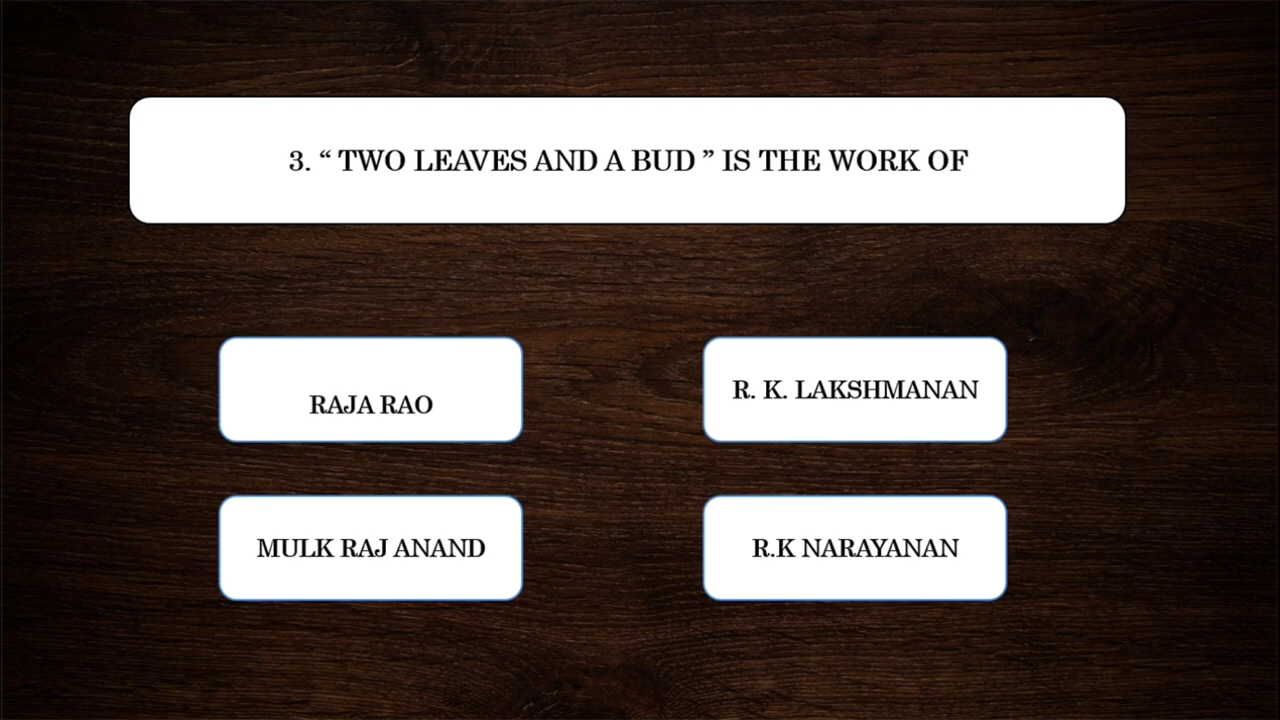 3. “ TWO LEAVES AND A BUD ” IS THE WORK OF
RAJA RAO
R. K. LAKSHMANAN
MULK RAJ ANAND
R.K NARAYANAN